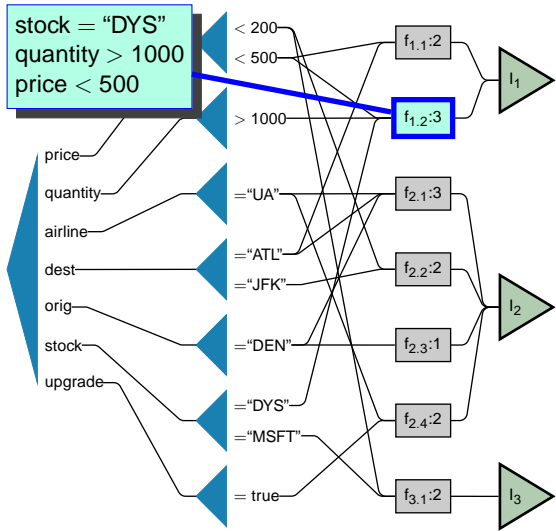 stock = “DYS”
quantity > 1000
price < 500
price
quantity
airline
dest
orig
stock
upgrade
< 200
< 500
> 1000
=“UA”
=“ATL”
=“JFK”
=“DEN”
=“DYS”
=“MSFT”
= true
f1.1:2
f1.2:3
f2.1:3
f2.2:2
f2.3:1
f2.4:2
f3.1:2
I1
I2
I3